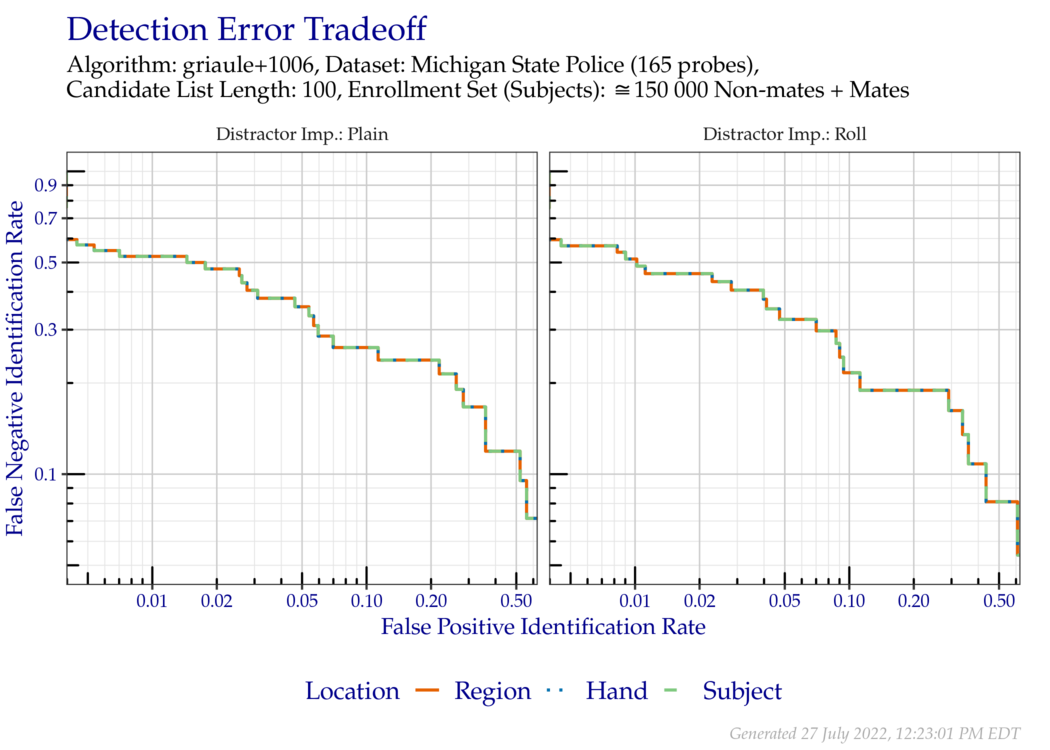 Detection Error Tradeoff
Algorithm: griaule+1006, Dataset: Michigan State Police (165 probes),
Candidate List Length: 100, Enrollment Set (Subjects): ≅150 000 Non-mates + Mates
Distractor Imp.: Plain
Distractor Imp.: Roll
False Negative Identification Rate
0.9
0.7
0.5
0.3
0.1
0.01 0.02 0.05 0.10 0.20 0.50
0.01 0.02 0.05 0.10 0.20 0.50
False Positive Identification Rate
Location Region Hand Subject
Generated 27 July 2022, 12:23:01 PM EDT